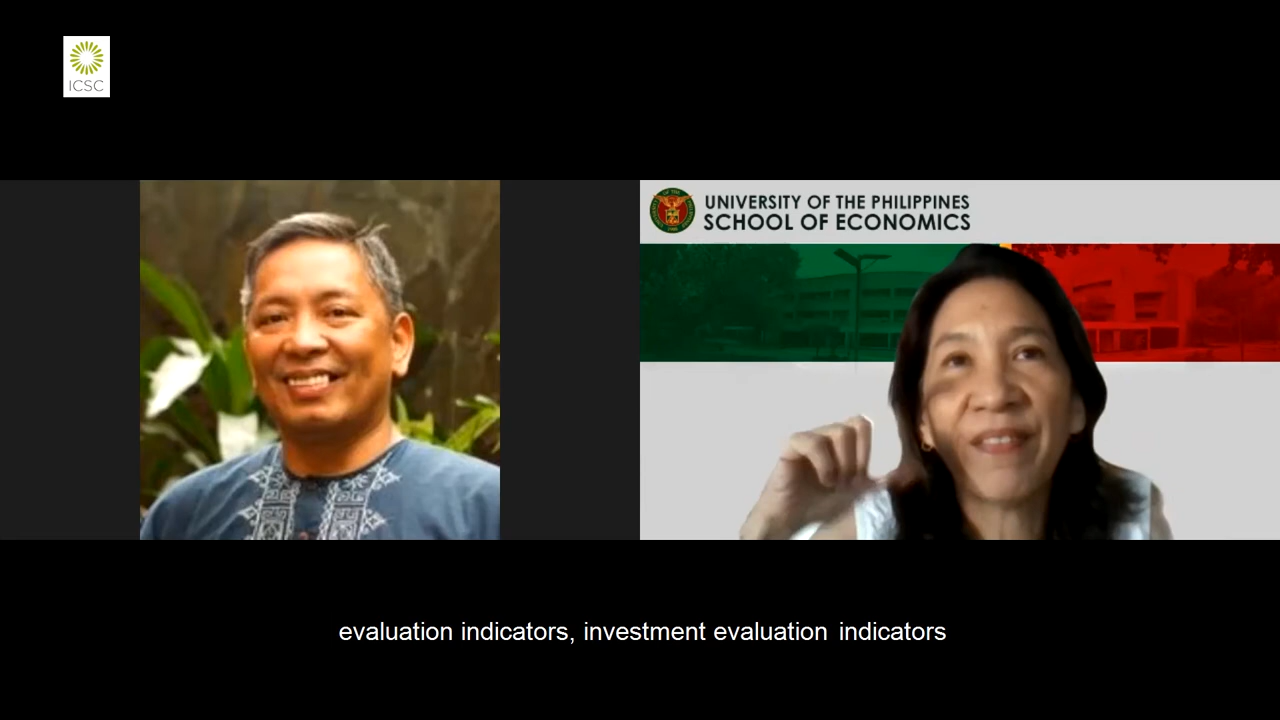 ICSC
UNIVERSITY OF THE PHILIPPINES
SCHOOL OF ECONOMICS
evaluation indicators, investment evaluation indicators